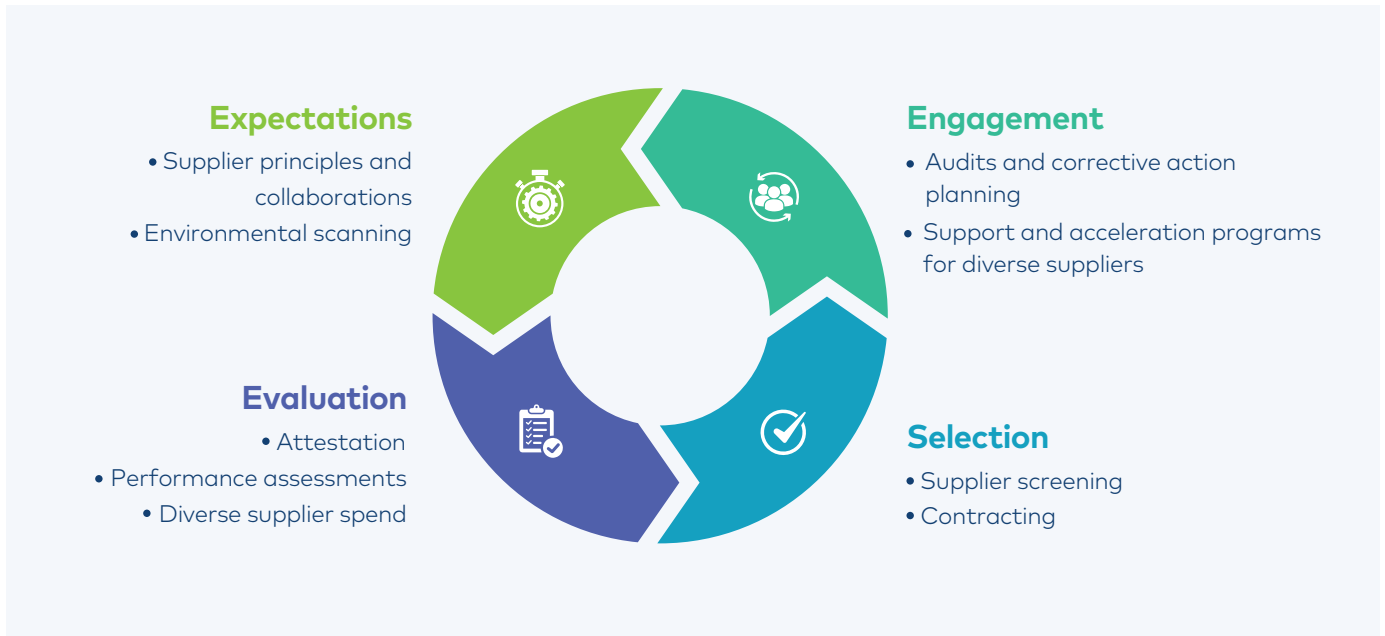 Expectations
• Supplier principles and
collaborations
• Environmental scanning
Engagement
• Audits and corrective action
planning
• Support and acceleration programs
for diverse suppliers
Evaluation
• Attestation
• Performance assessments
• Diverse supplier spend
Selection
• Supplier screening
• Contracting